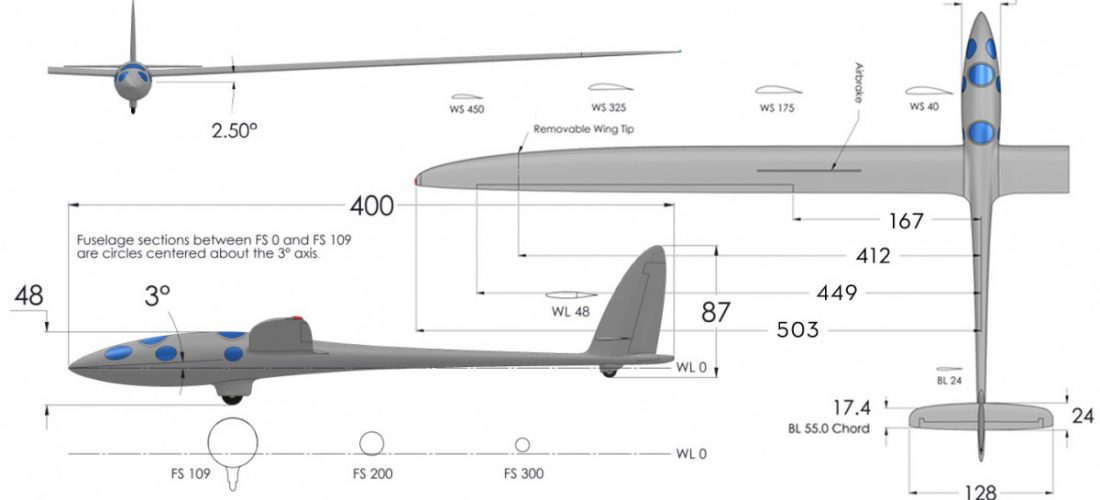 2.50°
WS 450
WS 325
WS 175
WS 40
Airbrake
Removable Wing Tip
400
167
Fuselage sections between FS 0 and FS 109
are circles centered about the 3° axis.
412
48
3°
WL 48
449
87
503
WL 0
BL 24
17.4
BL 55.0 Chord
24
WL 0
FS 109
FS 200
FS 300
128